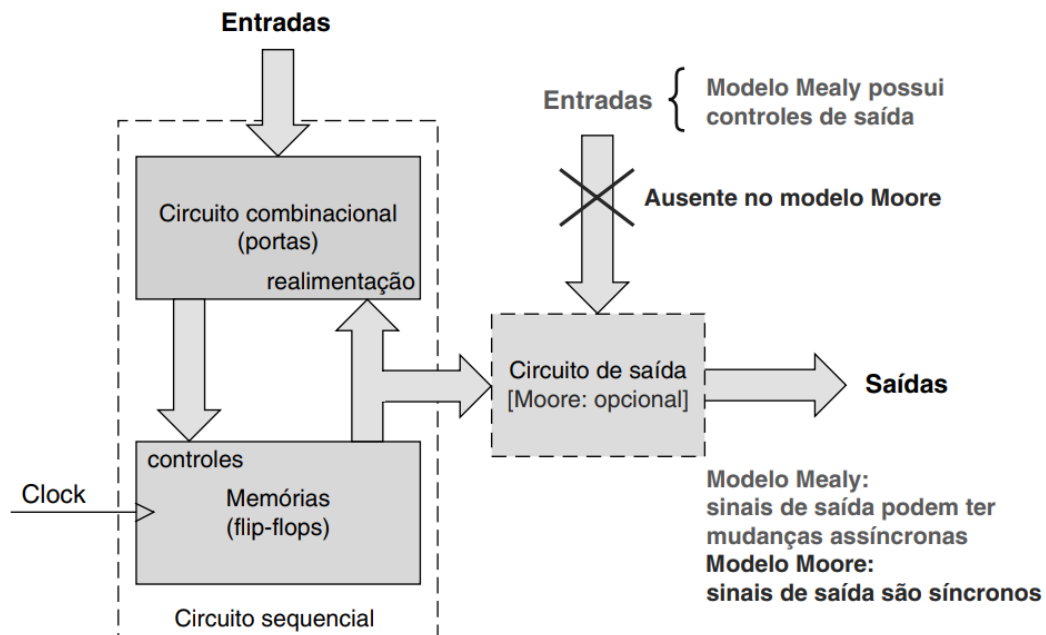 Entradas
Circuito combinacional
(portas)
realimentação
controles
Memórias
(flip-flops)
Clock
Circuito sequencial
Entradas
Modelo Mealy possui
controles de saída
Ausente no modelo Moore
Circuito de saída
[Moore: opcional]
Saídas
Modelo Mealy:
sinais de saída podem ter
mudanças assíncronas
Modelo Moore:
sinais de saída são síncronos